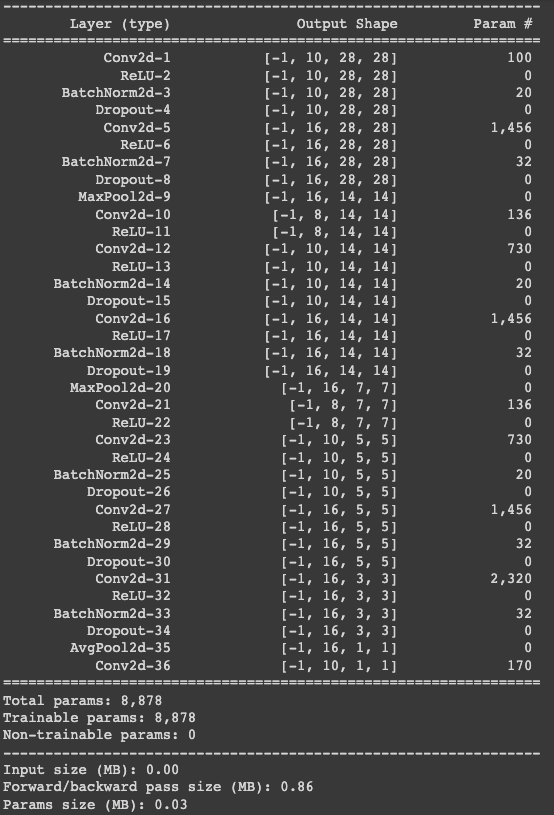 ----------------------------------------------------------------
Layer (type) Output Shape Param #
================================================================
Conv2d-1 [-1, 10, 28, 28] 100
ReLU-2 [-1, 10, 28, 28] 0
BatchNorm2d-3 [-1, 10, 28, 28] 20
Dropout-4 [-1, 10, 28, 28] 0
Conv2d-5 [-1, 16, 28, 28] 1,456
ReLU-6 [-1, 16, 28, 28] 0
BatchNorm2d-7 [-1, 16, 28, 28] 32
Dropout-8 [-1, 16, 28, 28] 0
MaxPool2d-9 [-1, 16, 14, 14] 0
Conv2d-10 [-1, 8, 14, 14] 136
ReLU-11 [-1, 8, 14, 14] 0
Conv2d-12 [-1, 10, 14, 14] 730
ReLU-13 [-1, 10, 14, 14] 0
BatchNorm2d-14 [-1, 10, 14, 14] 20
Dropout-15 [-1, 10, 14, 14] 0
Conv2d-16 [-1, 16, 14, 14] 1,456
ReLU-17 [-1, 16, 14, 14] 0
BatchNorm2d-18 [-1, 16, 14, 14] 32
Dropout-19 [-1, 16, 14, 14] 0
MaxPool2d-20 [-1, 16, 7, 7] 0
Conv2d-21 [-1, 8, 7, 7] 136
ReLU-22 [-1, 8, 7, 7] 0
Conv2d-23 [-1, 10, 5, 5] 730
ReLU-24 [-1, 10, 5, 5] 0
BatchNorm2d-25 [-1, 10, 5, 5] 20
Dropout-26 [-1, 10, 5, 5] 0
Conv2d-27 [-1, 16, 5, 5] 1,456
ReLU-28 [-1, 16, 5, 5] 0
BatchNorm2d-29 [-1, 16, 5, 5] 32
Dropout-30 [-1, 16, 5, 5] 0
Conv2d-31 [-1, 16, 3, 3] 2,320
ReLU-32 [-1, 16, 3, 3] 0
BatchNorm2d-33 [-1, 16, 3, 3] 32
Dropout-34 [-1, 16, 3, 3] 0
AvgPool2d-35 [-1, 16, 1, 1] 0
Conv2d-36 [-1, 10, 1, 1] 170
================================================================
Total params: 8,878
Trainable params: 8,878
Non-trainable params: 0
----------------------------------------------------------------
Input size (MB): 0.00
Forward/backward pass size (MB): 0.86
Params size (MB): 0.03